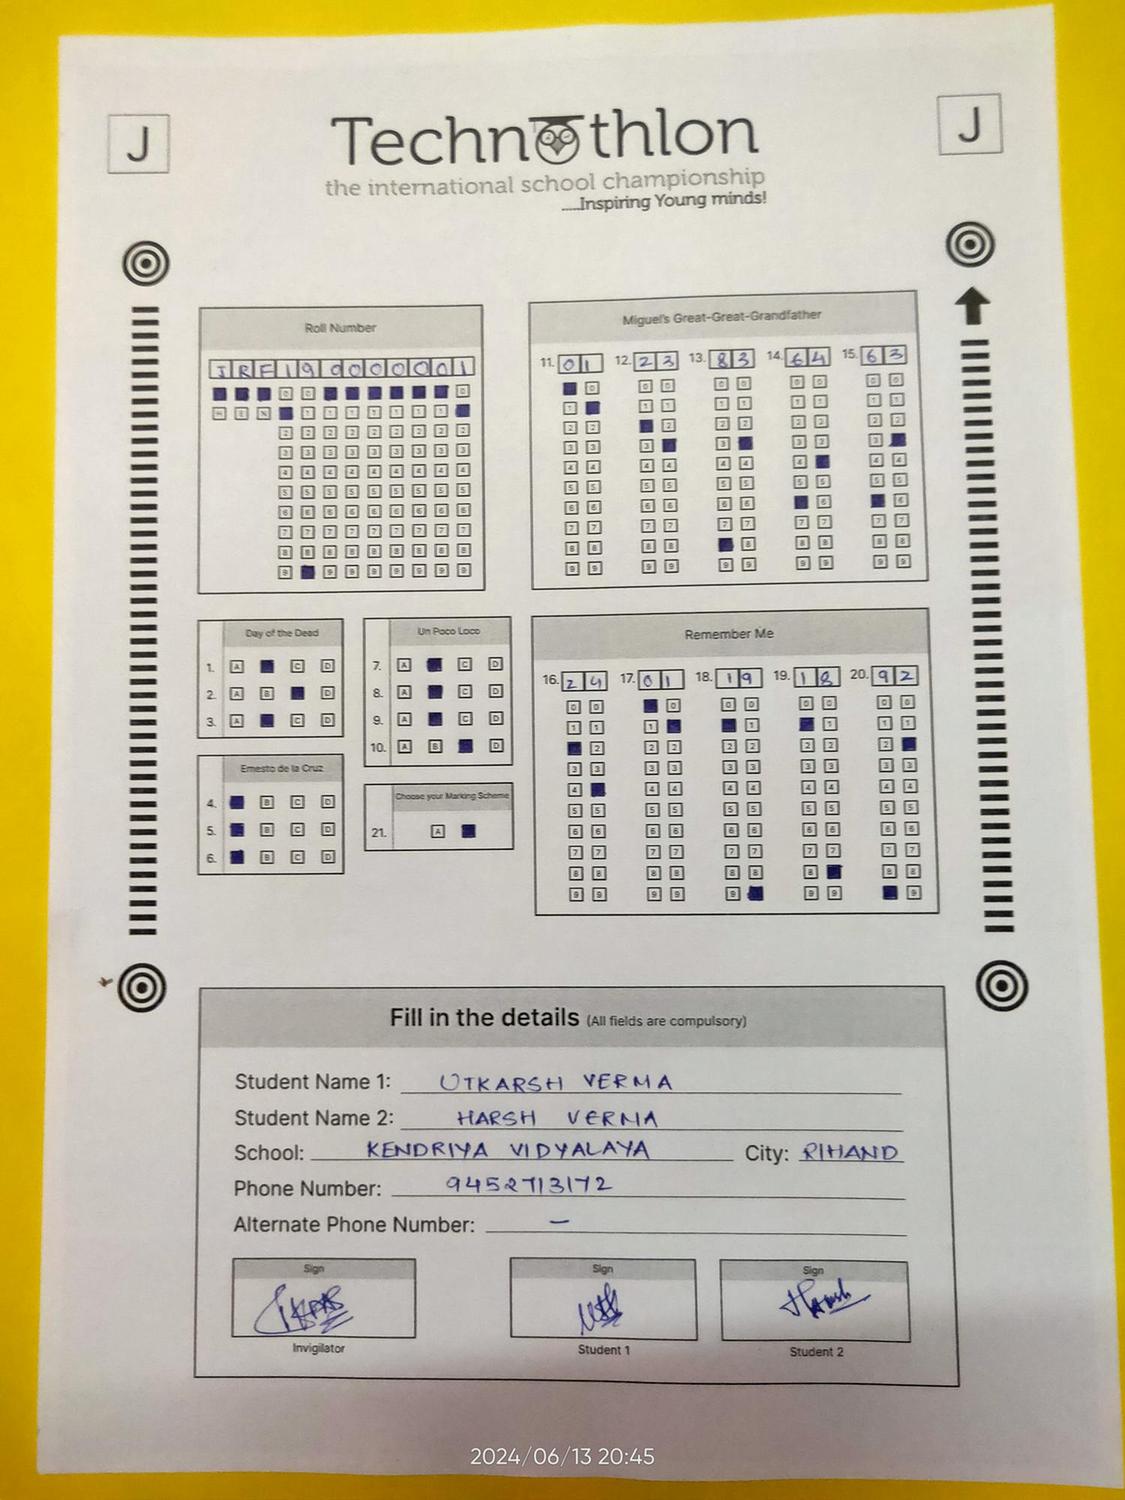 J
Technothlon
J
the international school championship
.....Inspiring Young minds!
Roll Number
J R E 1 9 0 0 0 0 0 0 1
Miguel's Great-Great-Grandfather
11. 0 1 12. 2 3 13. 8 3 14. 6 4 15. 6 3
Day of the Dead
1. A C D
2. A B D
3. A C D
Ernesto de la Cruz
4. B C D
5. B C D
6. B C D
Un Poco Loco
7. A C D
8. A C D
9. A C D
10. A B D
Choose your Marking Scheme
21. A
Remember Me
16. 2 4 17. 0 1 18. 1 9 19. 1 8 20. 9 2
Fill in the details (All fields are compulsory)
Student Name 1: UTKARSH VERMA
Student Name 2: HARSH VERMA
School: KENDRIYA VIDYALAYA City: RIHAND
Phone Number: 9452713172
Alternate Phone Number: –
Sign Sign Sign
Harsh
Invigilator Student 1 Student 2
2024/06/13 20:45